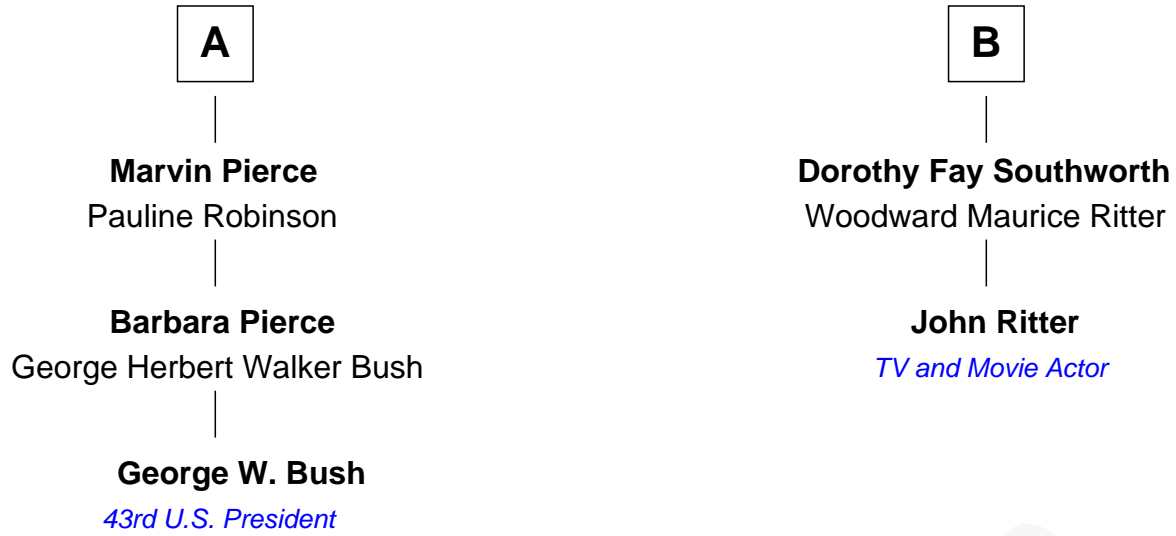 A
Marvin Pierce
Pauline Robinson
Barbara Pierce
George Herbert Walker Bush
George W. Bush
43rd U.S. President
B
Dorothy Fay Southworth
Woodward Maurice Ritter
John Ritter
TV and Movie Actor